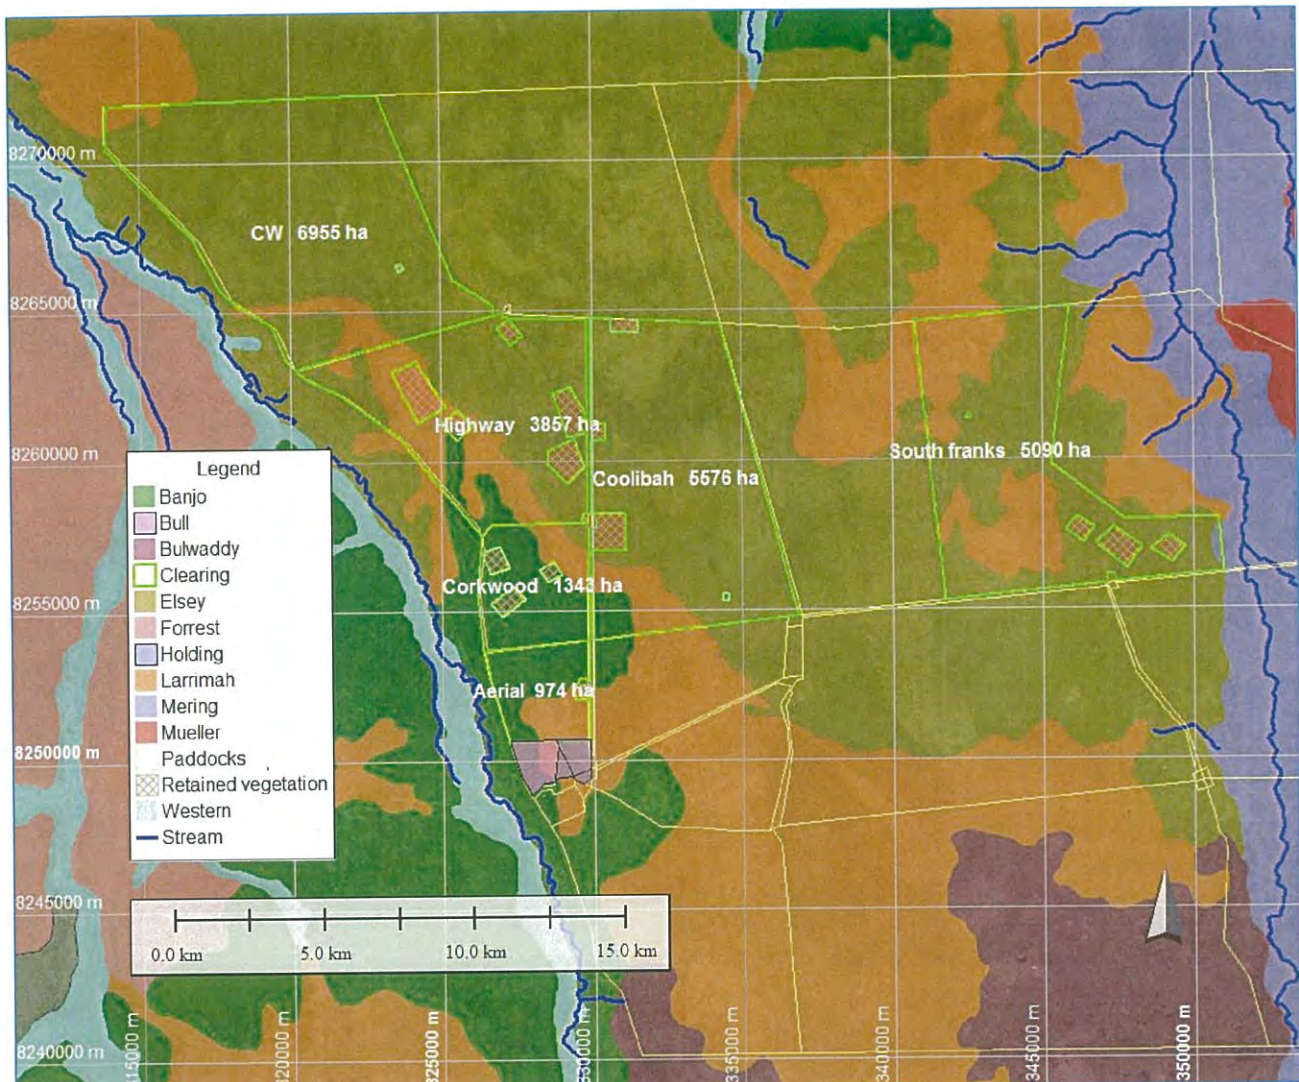 8270000 m
CW 6955 ha
8265000 m
Highway 3857 ha
South franks 5090 ha
8260000 m
Coolibah 5576 ha
Legend
Banjo
Bull
Bulwaddy
Clearing
Elsey
Forrest
Holding
Larrimah
Mering
Mueller
Paddocks
Retained vegetation
Western
Stream
Corkwood 1343 ha
8255000 m
Aerial 974 ha
8250000 m
8245000 m
0.0 km 5.0 km 10.0 km 15.0 km
8240000 m
315000 m
320000 m
325000 m
330000 m
335000 m
340000 m
345000 m
350000 m